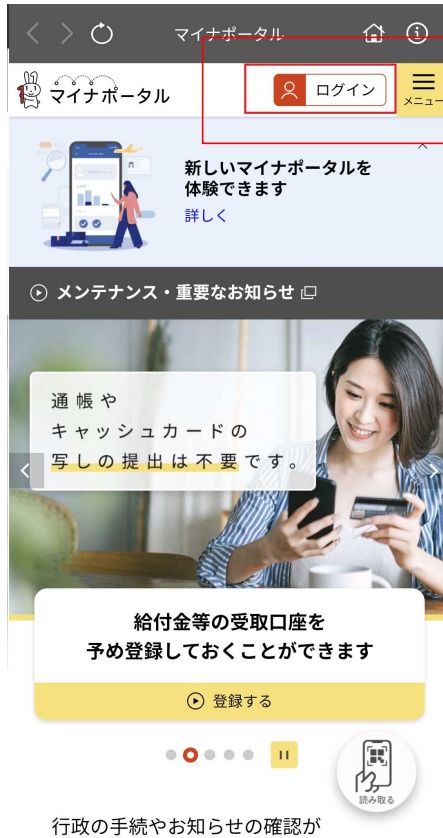 マイナポータル
マイナポータル
ログイン
メニュー
新しいマイナポータルを
体験できます
詳しく
メンテナンス・重要なお知らせ
通帳や
キャッシュカードの
写しの提出は不要です。
給付金等の受取口座を
予め登録しておくことができます
登録する
読み取る
行政の手続やお知らせの確認が